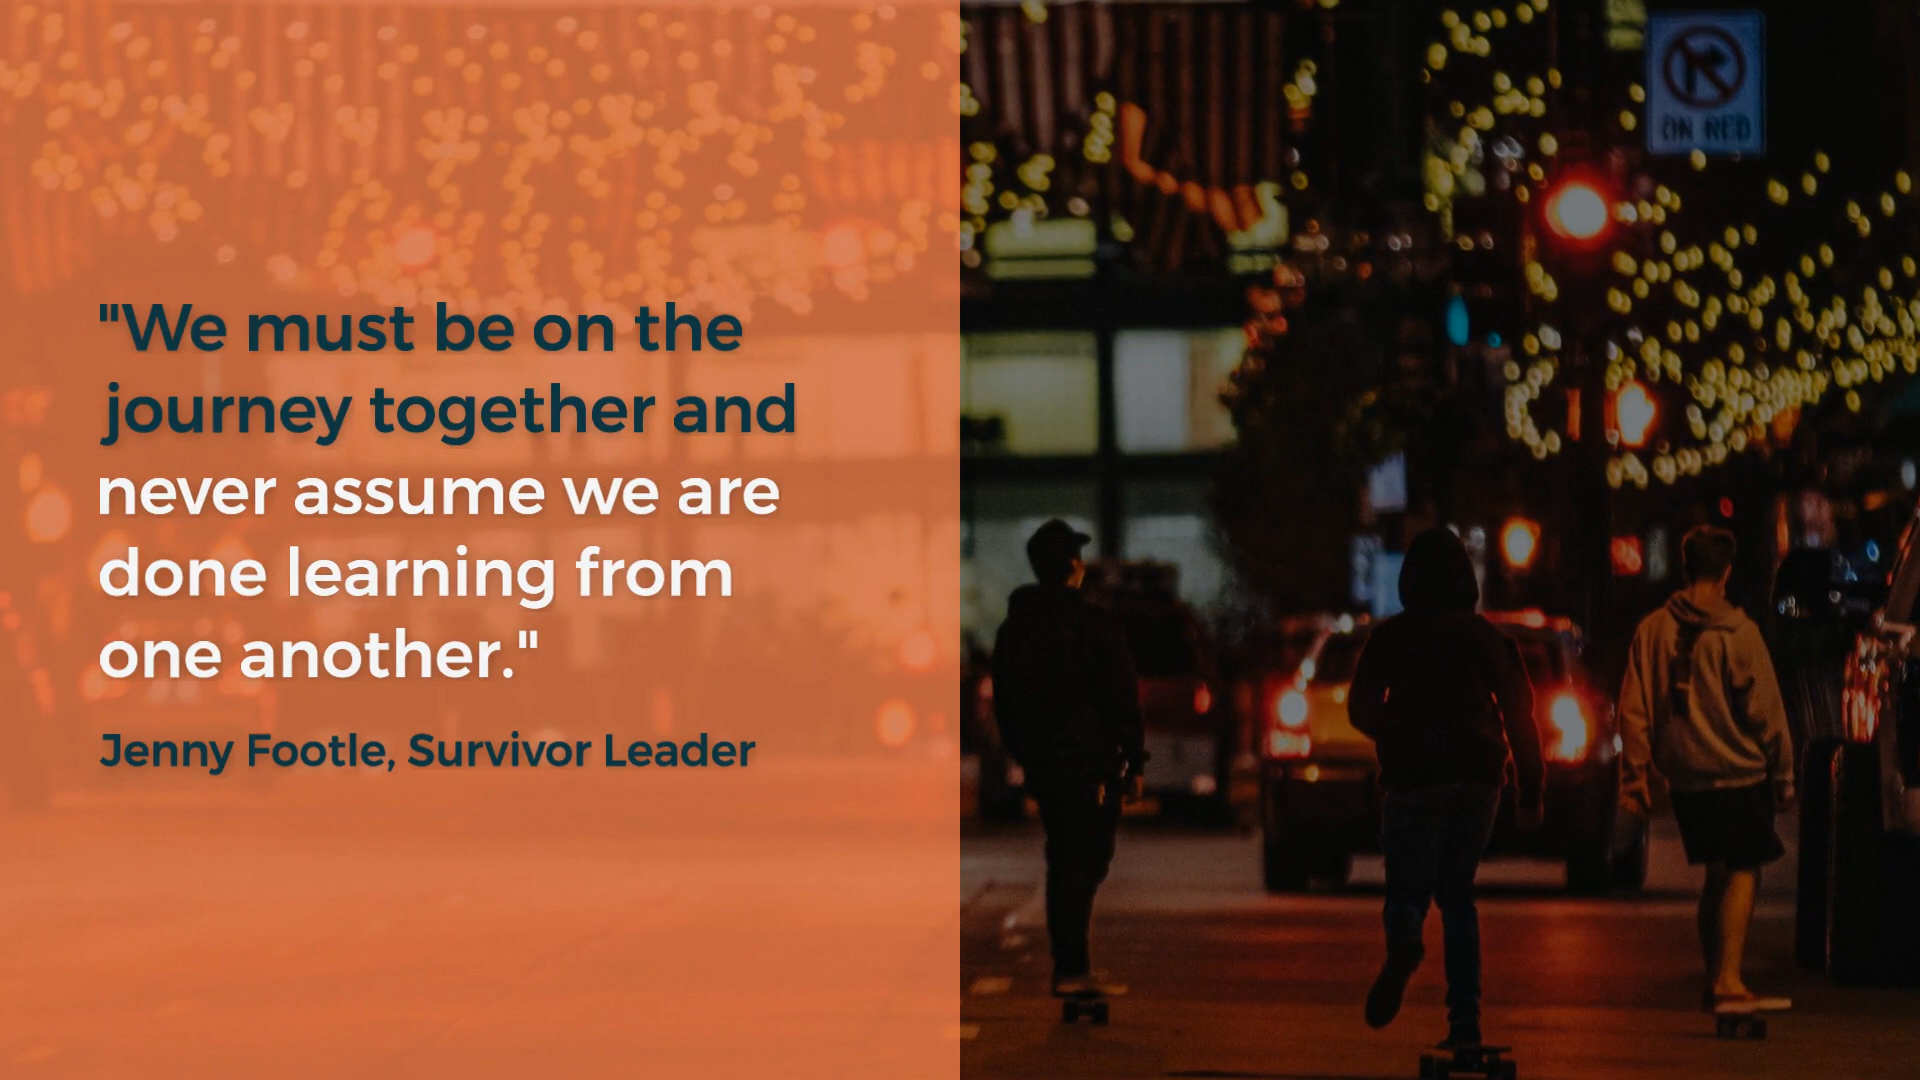 "We must be on the
journey together and
never assume we are
done learning from
one another."
Jenny Footle, Survivor Leader
ON RED